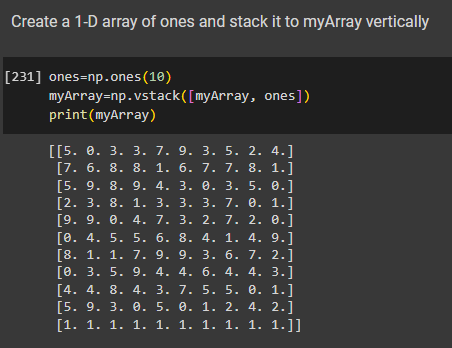 Create a 1-D array of ones and stack it to myArray vertically
[231] ones=np.ones(10)
myArray=np.vstack([myArray, ones])
print(myArray)
[[5. 0. 3. 3. 7. 9. 3. 5. 2. 4.]
[7. 6. 8. 8. 1. 6. 7. 7. 8. 1.]
[5. 9. 8. 9. 4. 3. 0. 3. 5. 0.]
[2. 3. 8. 1. 3. 3. 3. 7. 0. 1.]
[9. 9. 0. 4. 7. 3. 2. 7. 2. 0.]
[0. 4. 5. 5. 6. 8. 4. 1. 4. 9.]
[8. 1. 1. 7. 9. 9. 3. 6. 7. 2.]
[0. 3. 5. 9. 4. 4. 6. 4. 4. 3.]
[4. 4. 8. 4. 3. 7. 5. 5. 0. 1.]
[5. 9. 3. 0. 5. 0. 1. 2. 4. 2.]
[1. 1. 1. 1. 1. 1. 1. 1. 1. 1.]]